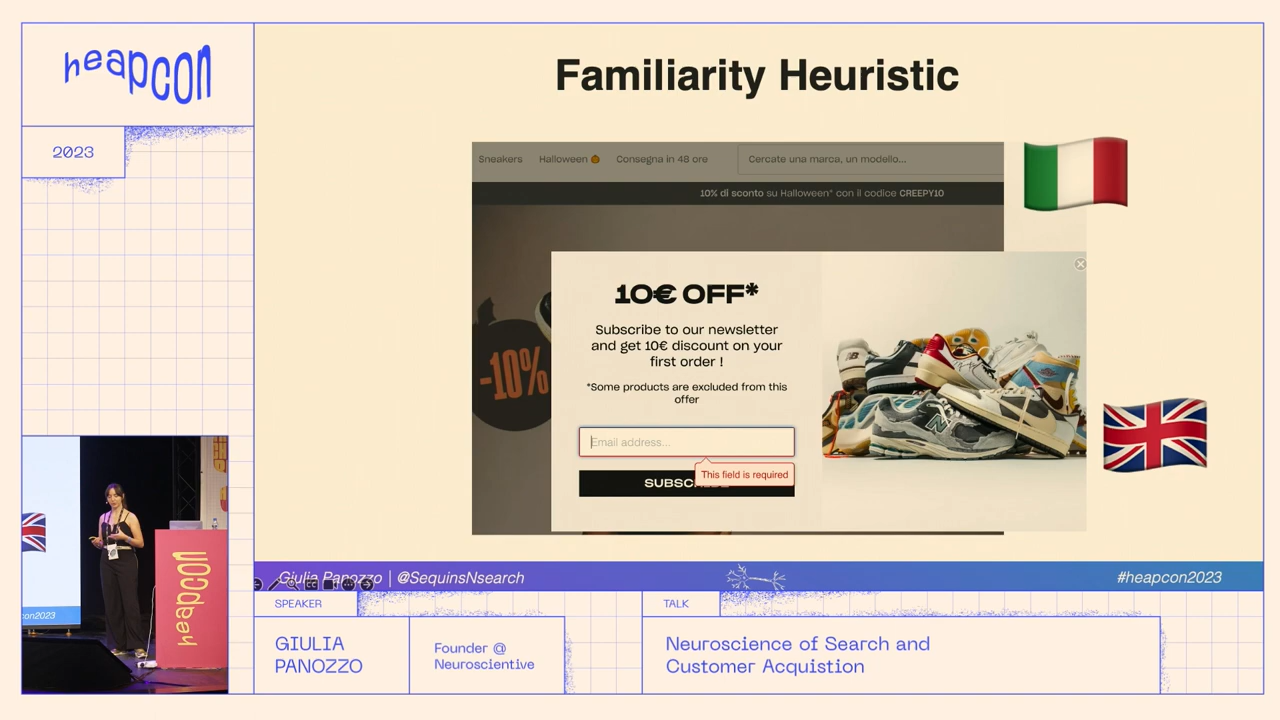 heapcon
2023
Familiarity Heuristic
Sneakers Halloween Consegna in 48 ore Cercate una marca, un modello...
10% di sconto su Halloween* con il codice CREEPY10
-10%
10€ OFF*
Subscribe to our newsletter
and get 10€ discount on your
first order !
*Some products are excluded from this
offer
Email address...
This field is required
SUBSC
Giulia Panozzo | @SequinsNsearch
#heapcon2023
con2023
heapcon
SPEAKER
GIULIA
PANOZZO
Founder @
Neuroscientive
TALK
Neuroscience of Search and
Customer Acquistion